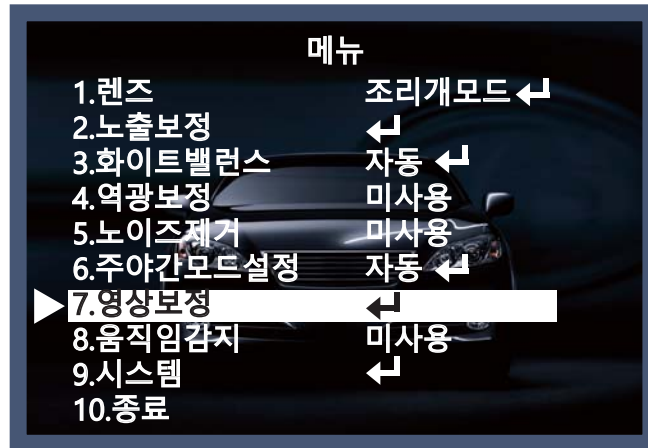 메뉴
1.렌즈 조리개모드 ↲
2.노출보정 ↲
3.화이트밸런스 자동 ↲
4.역광보정 미사용
5.노이즈제거 미사용
6.주야간모드설정 자동 ↲
7.영상보정 ↲
8.움직임감지 미사용
9.시스템 ↲
10.종료